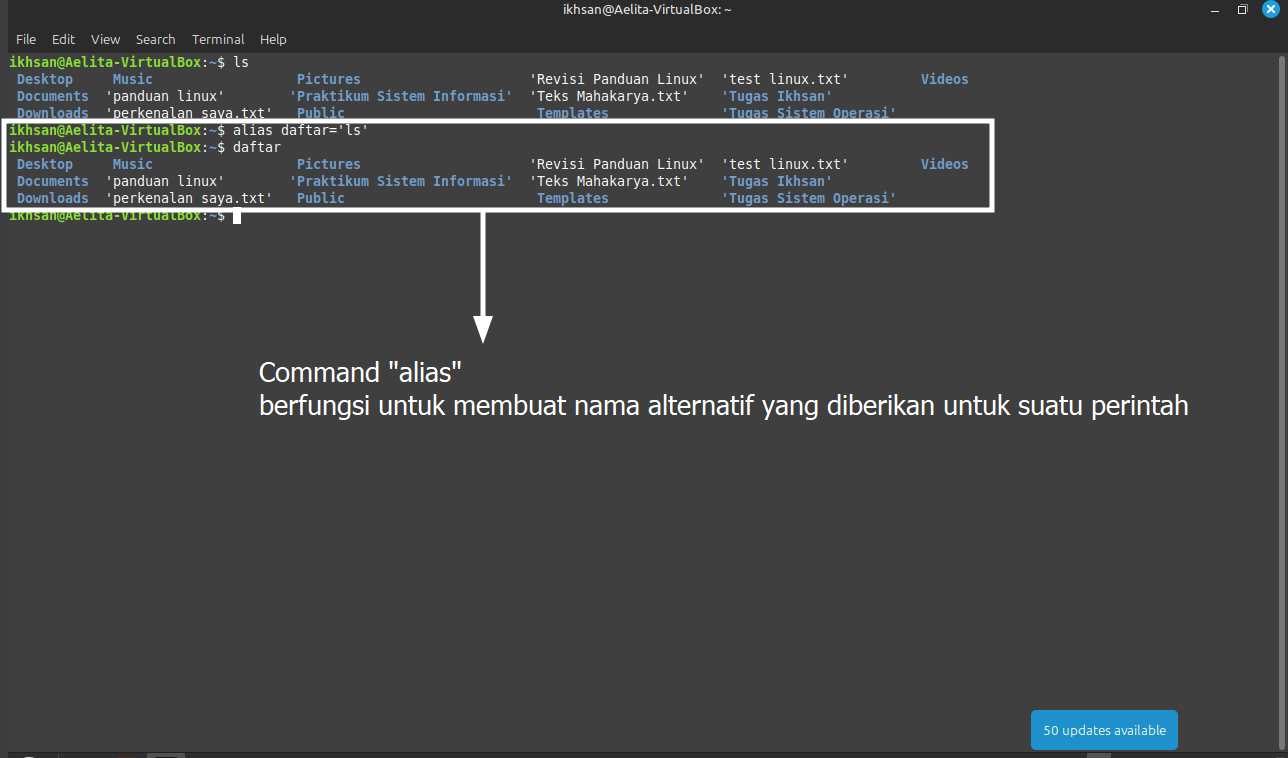 ikhsan@Aelita-VirtualBox: ~
File Edit View Search Terminal Help
ikhsan@Aelita-VirtualBox:~$ ls
Desktop Music Pictures 'Revisi Panduan Linux' 'test linux.txt' Videos
Documents 'panduan linux' 'Praktikum Sistem Informasi' 'Teks Mahakarya.txt' 'Tugas Ikhsan'
Downloads 'perkenalan saya.txt' Public Templates 'Tugas Sistem Operasi'
ikhsan@Aelita-VirtualBox:~$ alias daftar='ls'
ikhsan@Aelita-VirtualBox:~$ daftar
Desktop Music Pictures 'Revisi Panduan Linux' 'test linux.txt' Videos
Documents 'panduan linux' 'Praktikum Sistem Informasi' 'Teks Mahakarya.txt' 'Tugas Ikhsan'
Downloads 'perkenalan saya.txt' Public Templates 'Tugas Sistem Operasi'
ikhsan@Aelita-VirtualBox:~$
Command "alias"
berfungsi untuk membuat nama alternatif yang diberikan untuk suatu perintah
50 updates available